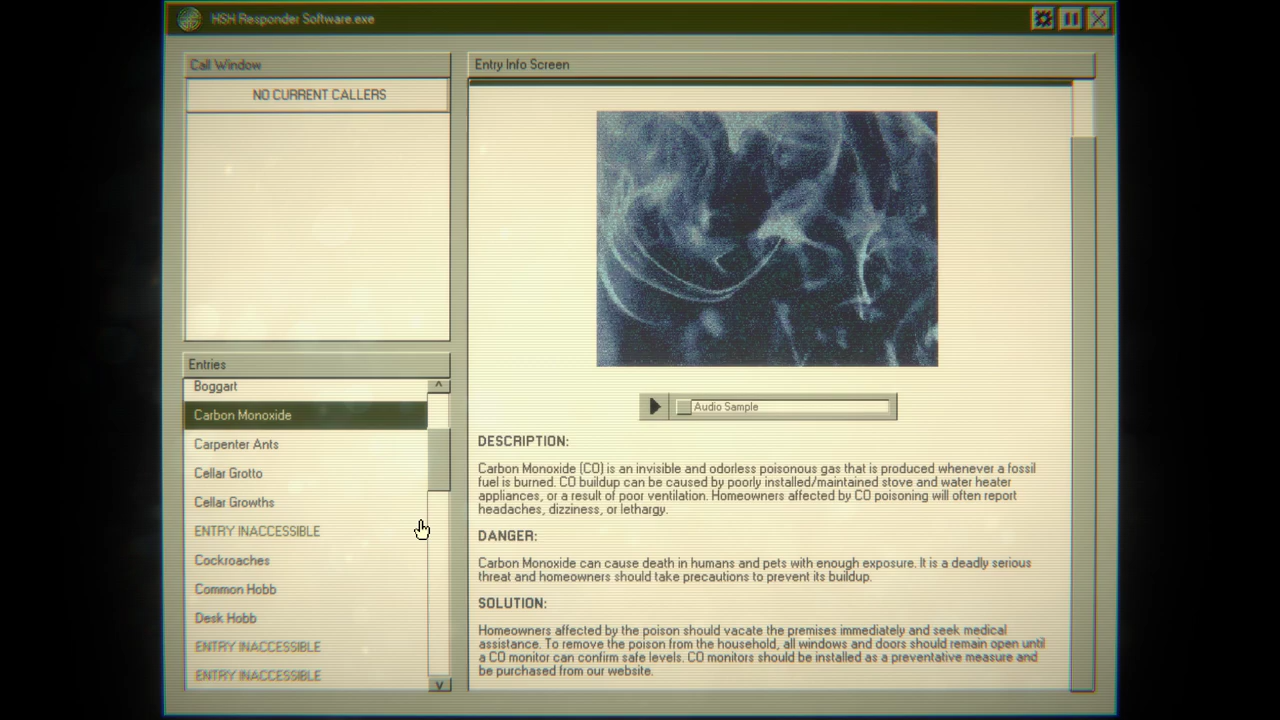 HSH Responder Software.exe
Call Window
NO CURRENT CALLERS
Entries
Boggart
Carbon Monoxide
Carpenter Ants
Cellar Grotto
Cellar Growths
ENTRY INACCESSIBLE
Cockroaches
Common Hobb
Desk Hobb
ENTRY INACCESSIBLE
ENTRY INACCESSIBLE
Entry Info Screen
Audio Sample
DESCRIPTION:
Carbon Monoxide (CO) is an invisible and odorless poisonous gas that is produced whenever a fossil
fuel is burned. CO buildup can be caused by poorly installed/maintained stove and water heater
appliances, or a result of poor ventilation. Homeowners affected by CO poisoning will often report
headaches, dizziness, or lethargy.
DANGER:
Carbon Monoxide can cause death in humans and pets with enough exposure. It is a deadly serious
threat and homeowners should take precautions to prevent its buildup.
SOLUTION:
Homeowners affected by the poison should vacate the premises immediately and seek medical
assistance. To remove the poison from the household, all windows and doors should remain open until
a CO monitor can confirm safe levels. CO monitors should be installed as a preventative measure and
be purchased from our website.